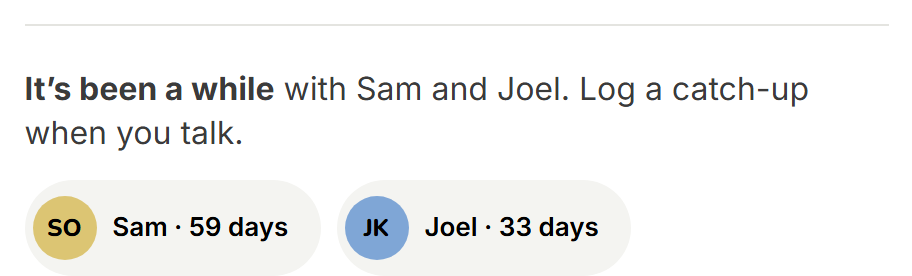 It’s been a while with Sam and Joel. Log a catch-up
when you talk.
SO Sam · 59 days JK Joel · 33 days